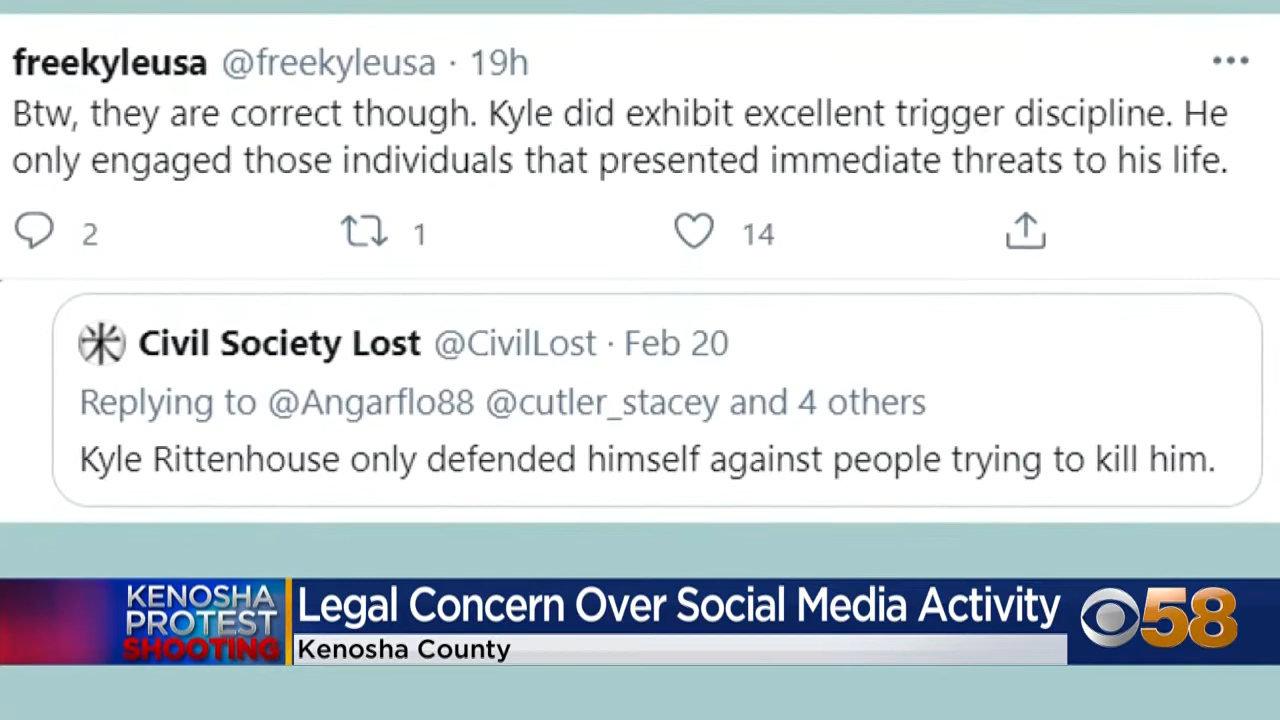 freekyleusa @freekyleusa · 19h
Btw, they are correct though. Kyle did exhibit excellent trigger discipline. He
only engaged those individuals that presented immediate threats to his life.
2 1 14
Civil Society Lost @CivilLost · Feb 20
Replying to @Angarflo88 @cutler_stacey and 4 others
Kyle Rittenhouse only defended himself against people trying to kill him.
KENOSHA
PROTEST
SHOOTING
Legal Concern Over Social Media Activity
Kenosha County
58